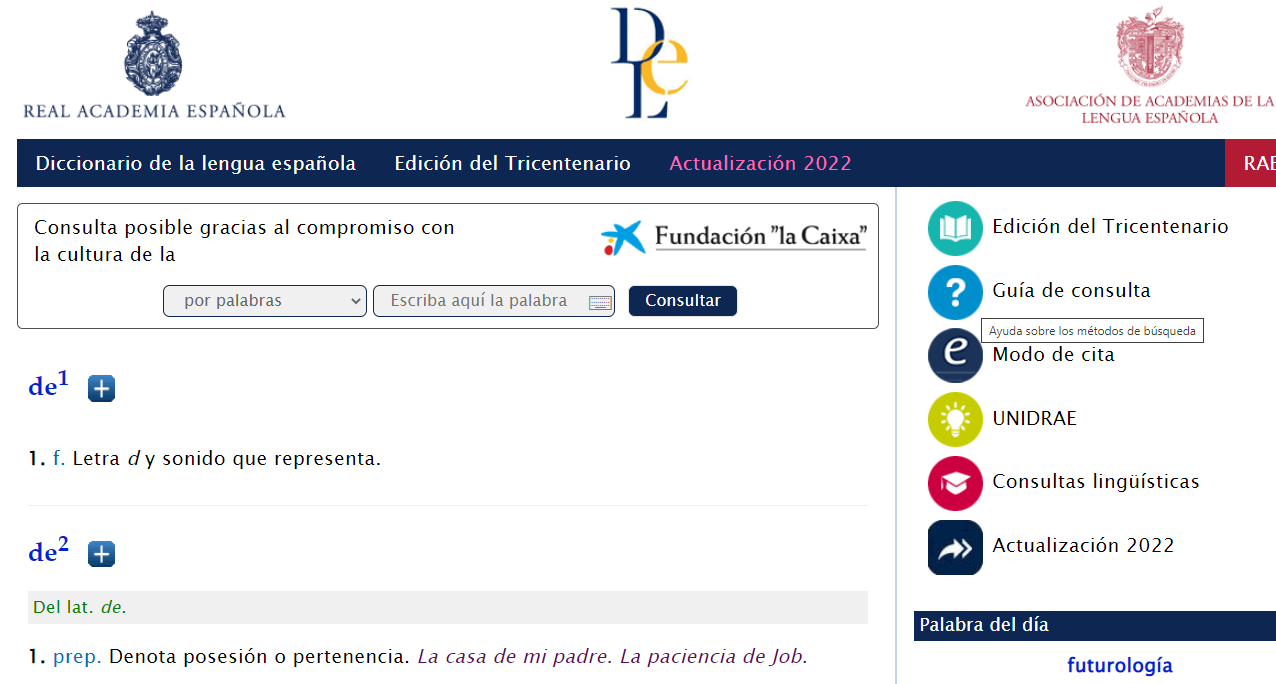 REAL ACADEMIA ESPAÑOLA
DLe
ASOCIACIÓN DE ACADEMIAS DE LA
LENGUA ESPAÑOLA
Diccionario de la lengua española
Edición del Tricentenario
Actualización 2022
RAE
Consulta posible gracias al compromiso con
la cultura de la
Fundación "la Caixa"
por palabras
Escriba aquí la palabra
Consultar
de1
1. f. Letra d y sonido que representa.
de2
Del lat. de.
1. prep. Denota posesión o pertenencia. La casa de mi padre. La paciencia de Job.
Edición del Tricentenario
?
Guía de consulta
Ayuda sobre los métodos de búsqueda
e
Modo de cita
UNIDRAE
Consultas lingüísticas
Actualización 2022
Palabra del día
futurología